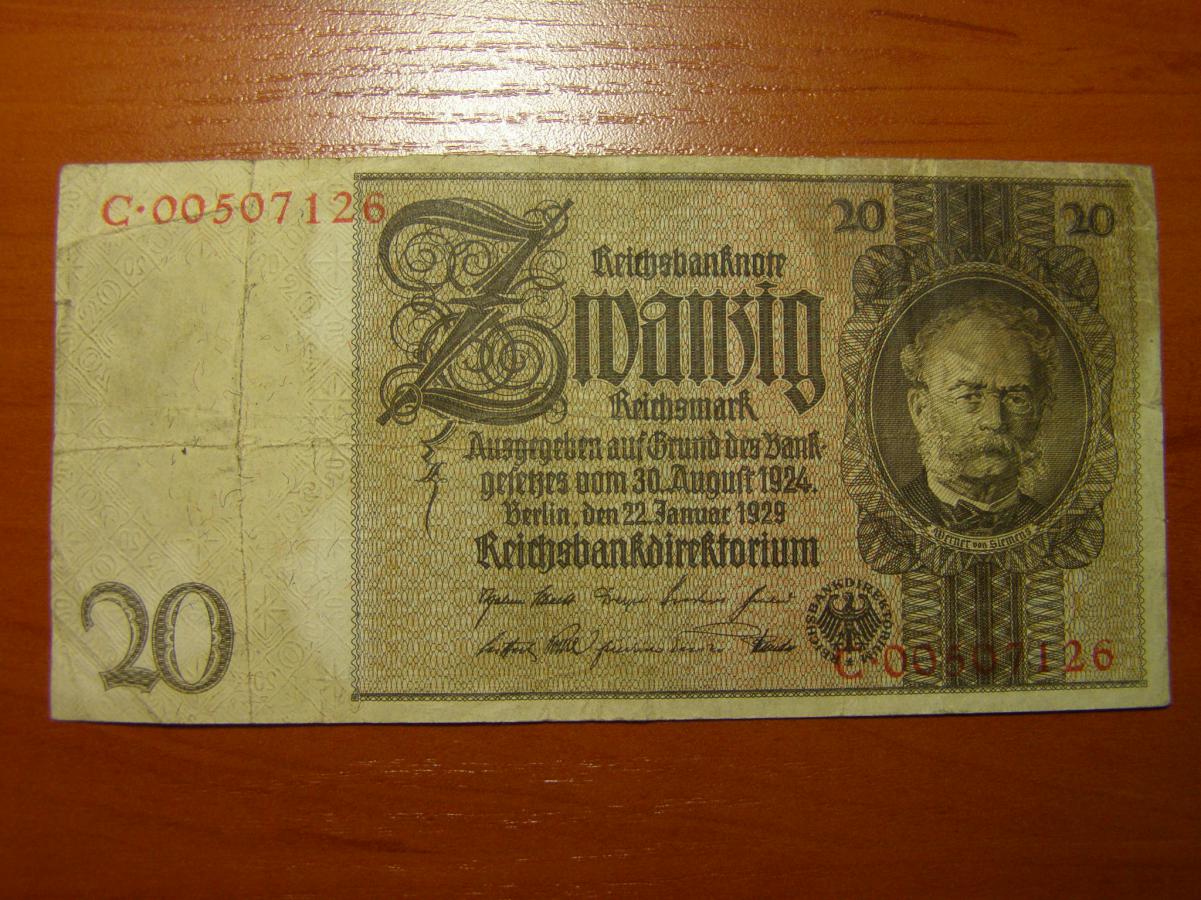 C·00507126
20
20
Reichsbanknote
Zwanzig
Reichsmark
Ausgegeben auf Grund des Bank-
gesetzes vom 30. August 1924.
Berlin, den 22. Januar 1929
Reichsbankdirektorium
Werner von Siemens
REICHSBANKDIREKTORIUM
20
C·00507126